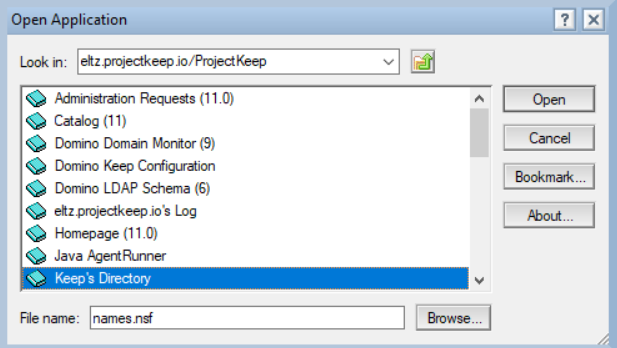 Open Application
?
X
Look in: eltz.projectkeep.io/ProjectKeep
Administration Requests (11.0)
Catalog (11)
Domino Domain Monitor (9)
Domino Keep Configuration
Domino LDAP Schema (6)
eltz.projectkeep.io's Log
Homepage (11.0)
Java AgentRunner
Keep's Directory
Open
Cancel
Bookmark...
About...
File name: names.nsf
Browse...